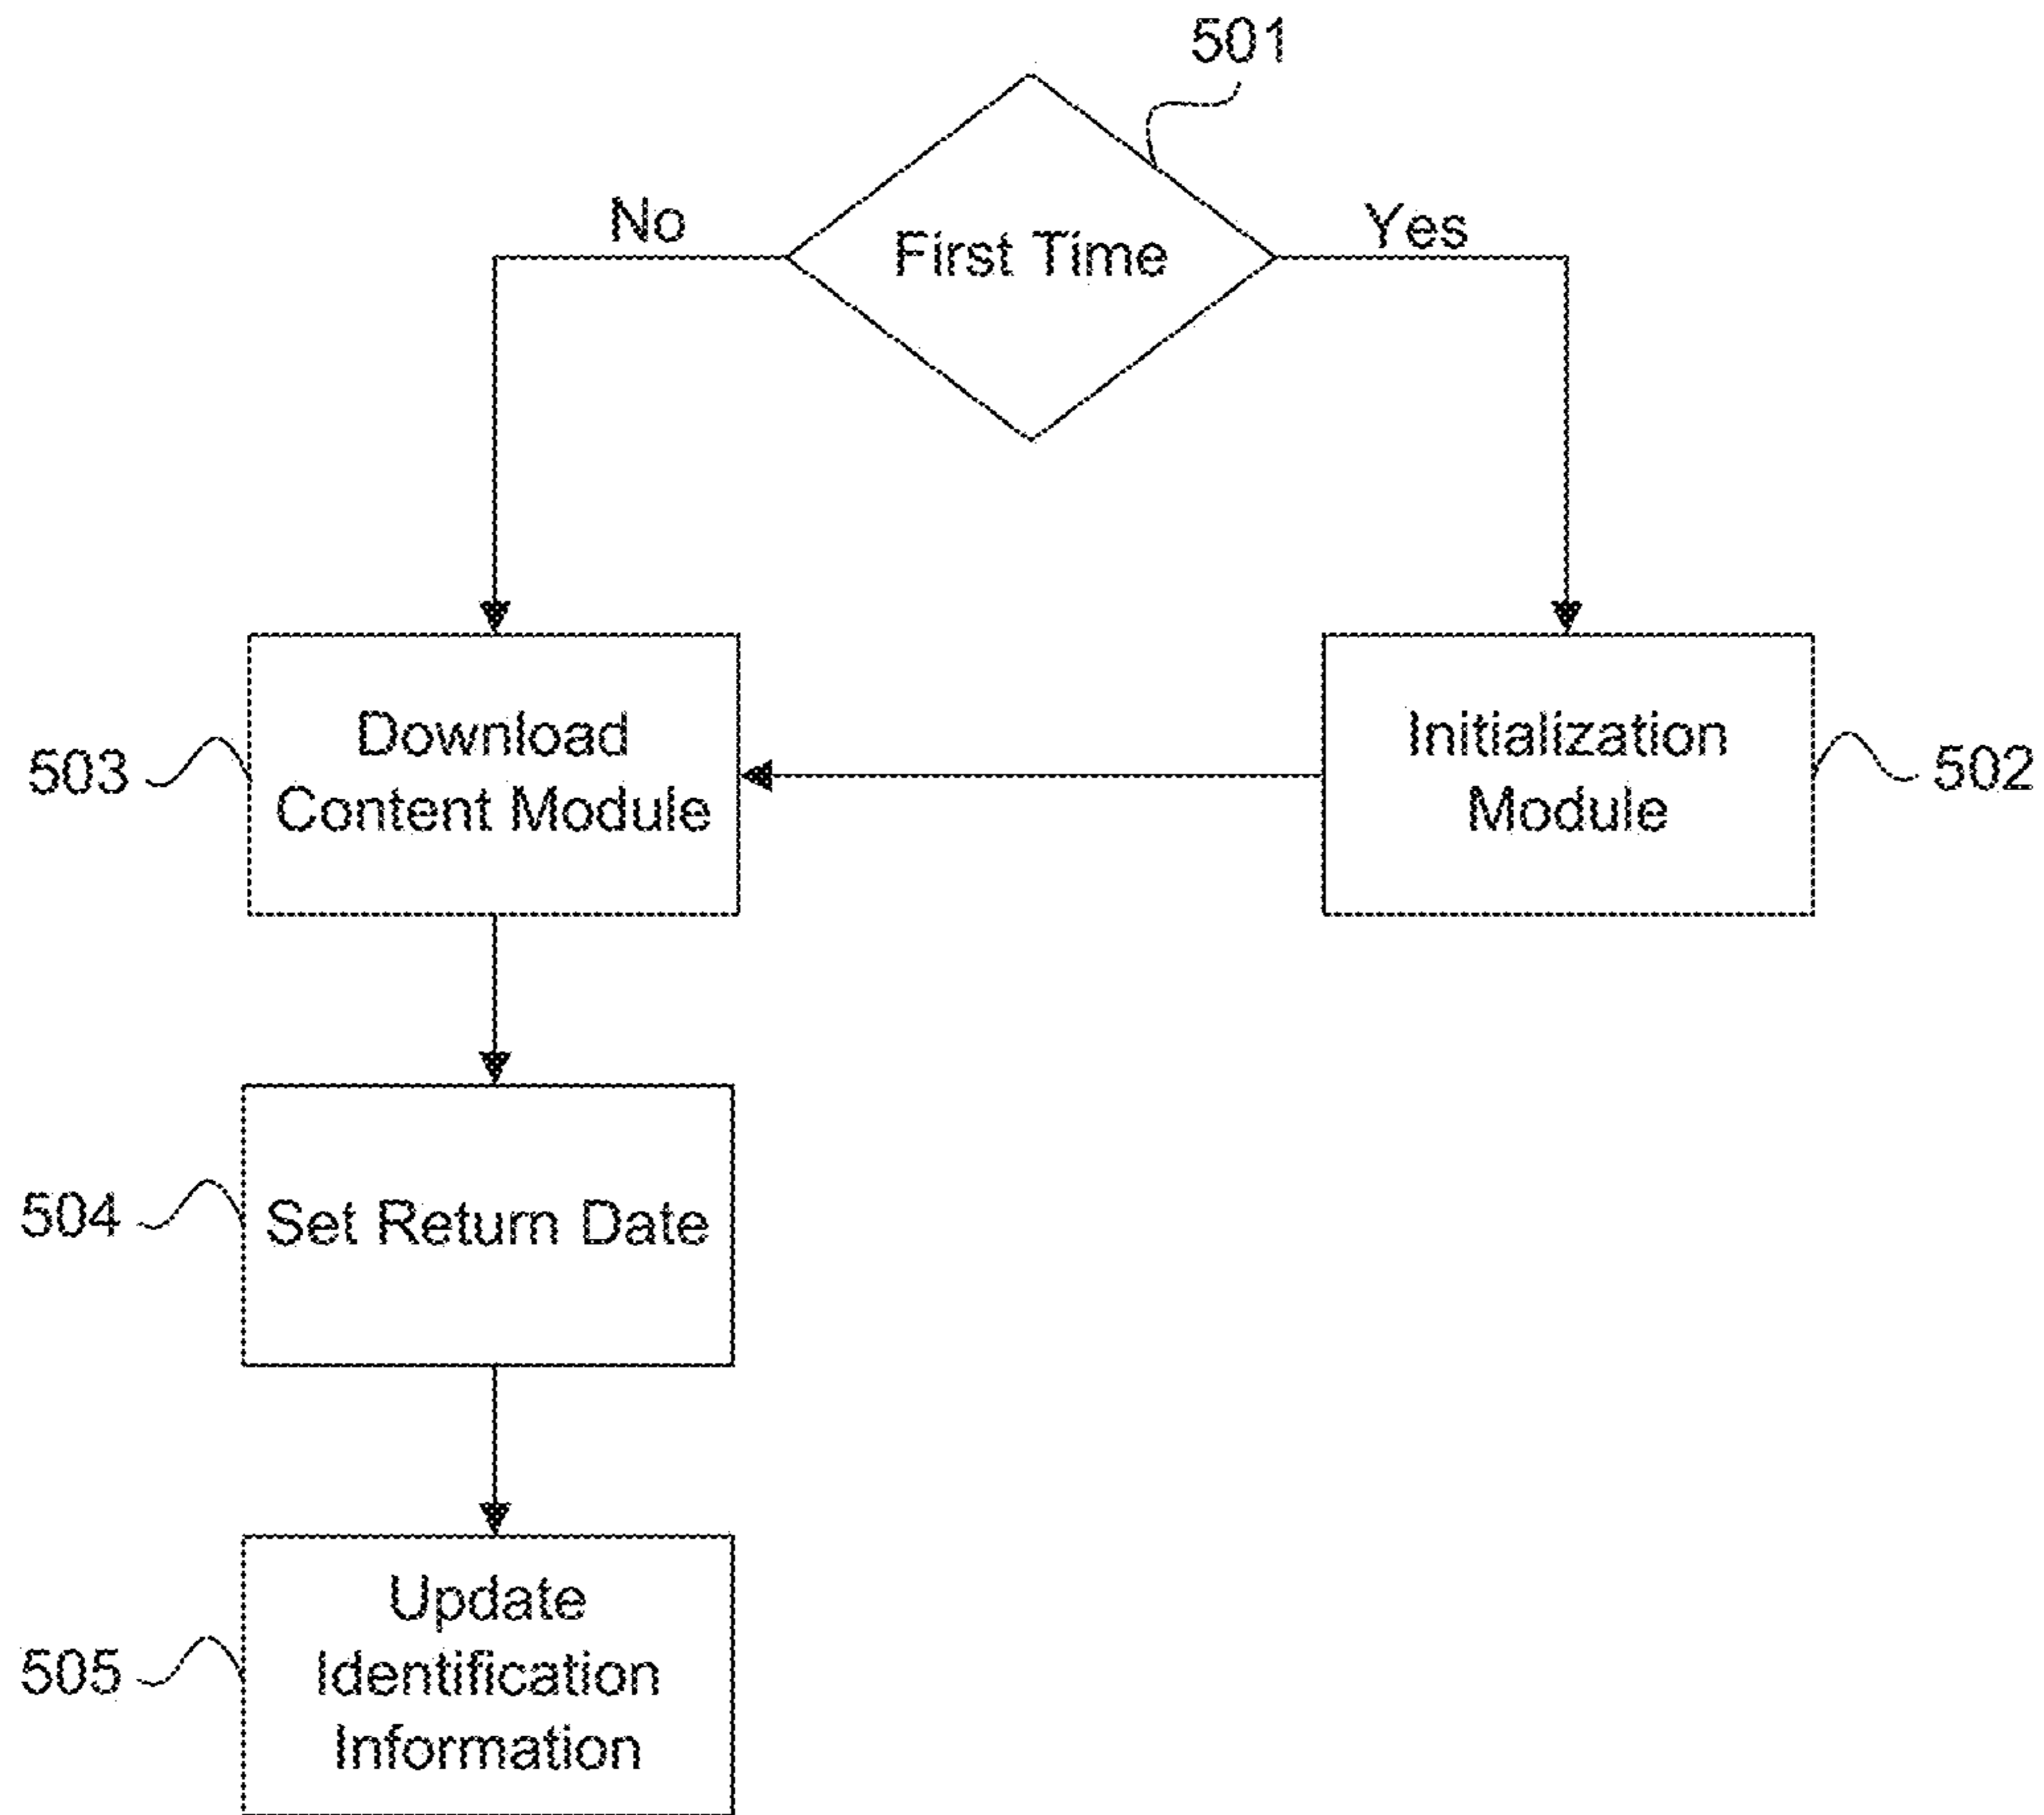 501
No
First Time
Yes
503
Download
Content Module
Initialization
Module
502
504
Set Return Date
505
Update
Identification
Information